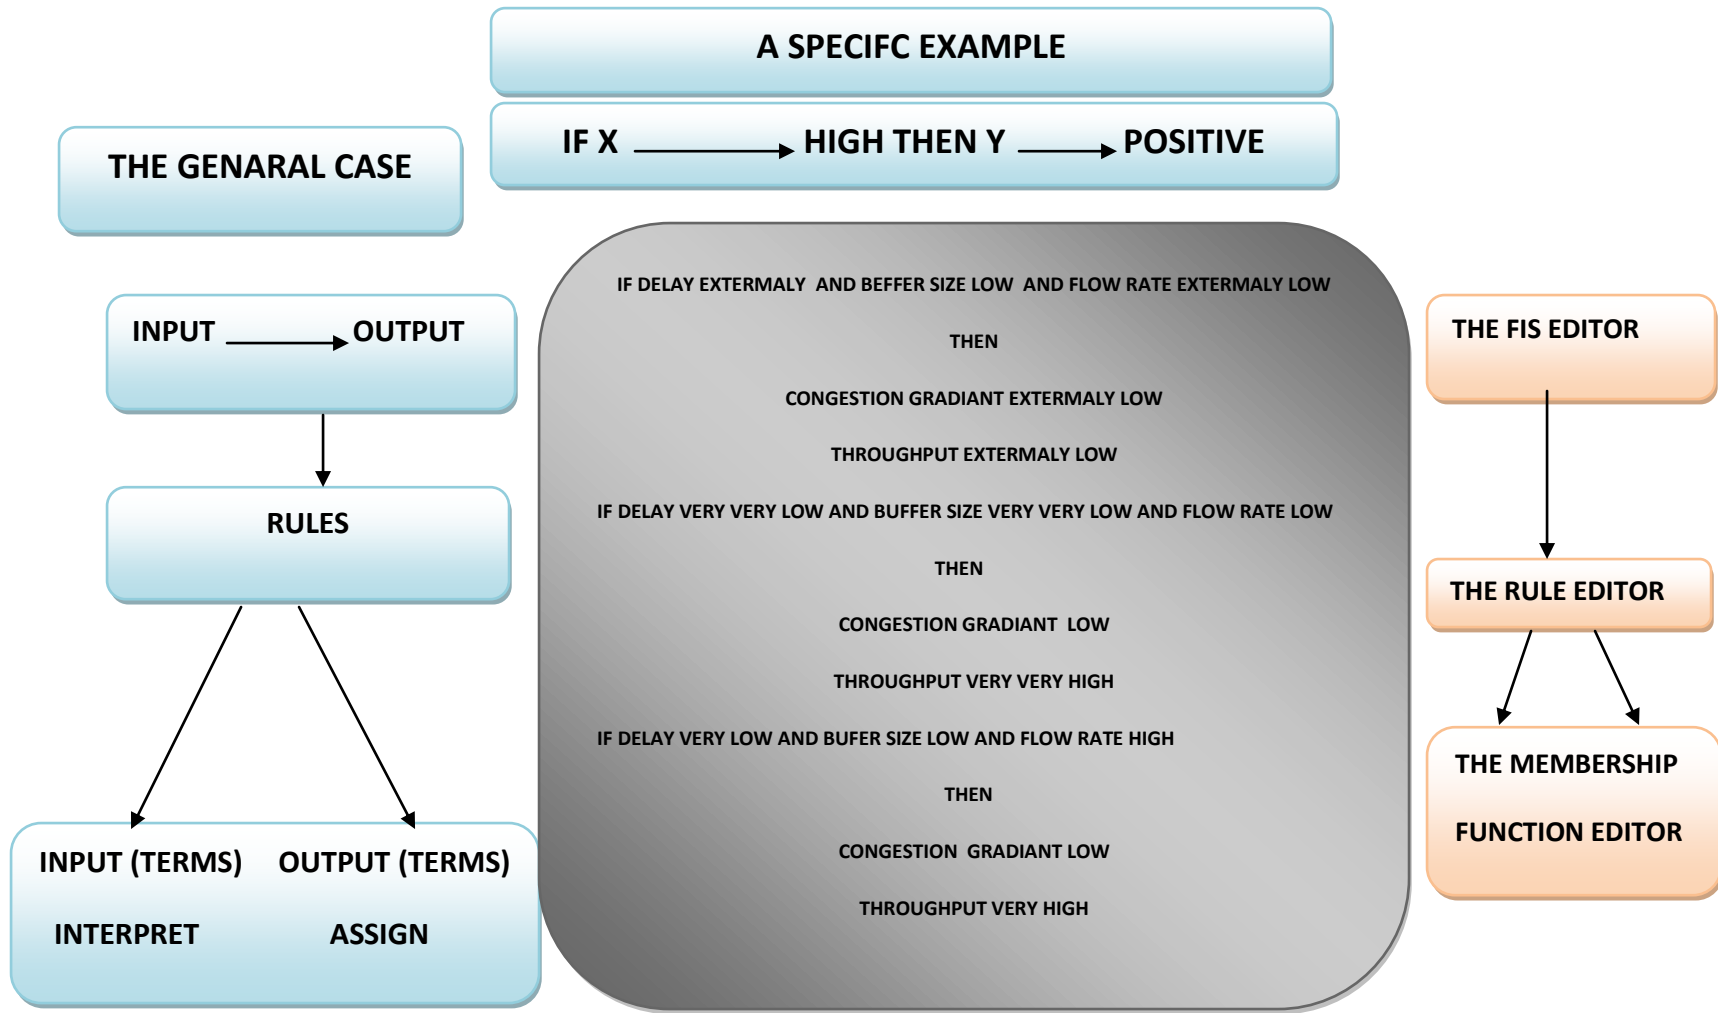 A SPECIFC EXAMPLE
IF X HIGH THEN Y POSITIVE
THE GENARAL CASE
INPUT OUTPUT
RULES
INPUT (TERMS) OUTPUT (TERMS)
INTERPRET ASSIGN
IF DELAY EXTERMALY AND BEFFER SIZE LOW AND FLOW RATE EXTERMALY LOW
THEN
CONGESTION GRADIANT EXTERMALY LOW
THROUGHPUT EXTERMALY LOW
IF DELAY VERY VERY LOW AND BUFFER SIZE VERY VERY LOW AND FLOW RATE LOW
THEN
CONGESTION GRADIANT LOW
THROUGHPUT VERY VERY HIGH
IF DELAY VERY LOW AND BUFER SIZE LOW AND FLOW RATE HIGH
THEN
CONGESTION GRADIANT LOW
THROUGHPUT VERY HIGH
THE FIS EDITOR
THE RULE EDITOR
THE MEMBERSHIP
FUNCTION EDITOR